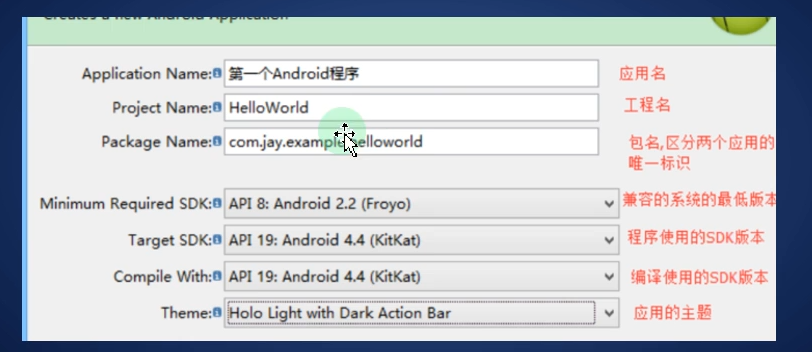 Creates a new Android Application
Application Name: 第一个Android程序 应用名
Project Name: HelloWorld 工程名
Package Name: com.jay.example.helloworld 包名,区分两个应用的
唯一标识
Minimum Required SDK: API 8: Android 2.2 (Froyo) 兼容的系统的最低版本
Target SDK: API 19: Android 4.4 (KitKat) 程序使用的SDK版本
Compile With: API 19: Android 4.4 (KitKat) 编译使用的SDK版本
Theme: Holo Light with Dark Action Bar 应用的主题